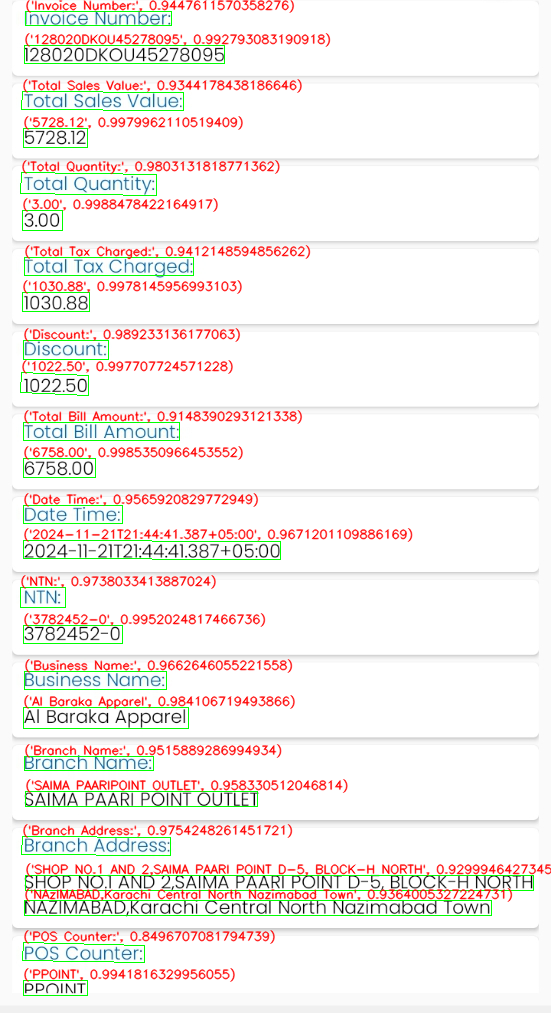 ('Invoice Number:', 0.9447611570358276)
Invoice Number:
('128020DKOU45278095', 0.992793083190918)
128020DKOU45278095
('Total Sales Value:', 0.9344178438186646)
Total Sales Value:
('5728.12', 0.9979962110519409)
5728.12
('Total Quantity:', 0.9803131818771362)
Total Quantity:
('3.00', 0.9988478422164917)
3.00
('Total Tax Charged:', 0.9412148594856262)
Total Tax Charged:
('1030.88', 0.9978145956993103)
1030.88
('Discount:', 0.989233136177063)
Discount:
('1022.50', 0.997707724571228)
1022.50
('Total Bill Amount:', 0.9148390293121338)
Total Bill Amount:
('6758.00', 0.9985350966453552)
6758.00
('Date Time:', 0.9565920829772949)
Date Time:
('2024-11-21T21:44:41.387+05:00', 0.9671201109886169)
2024-11-21T21:44:41.387+05:00
('NTN:', 0.9738033413887024)
NTN:
('3782452-0', 0.9952024817466736)
3782452-0
('Business Name:', 0.9662646055221558)
Business Name:
('Al Baraka Apparel', 0.984106719493866)
Al Baraka Apparel
('Branch Name:', 0.9515889286994934)
Branch Name:
('SAIMA PAARIPOINT OUTLET', 0.958330512046814)
SAIMA PAARI POINT OUTLET
('Branch Address:', 0.9754248261451721)
Branch Address:
('SHOP NO.1 AND 2,SAIMA PAARI POINT D-5, BLOCK-H NORTH', 0.9299946427345
SHOP NO.1 AND 2,SAIMA PAARI POINT D-5, BLOCK-H NORTH
('NAZIMABAD,Karachi Central North Nazimabad Town', 0.9364005327224731)
NAZIMABAD,Karachi Central North Nazimabad Town
('POS Counter:', 0.8496707081794739)
POS Counter:
('PPOINT', 0.9941816329956055)
PPOINT